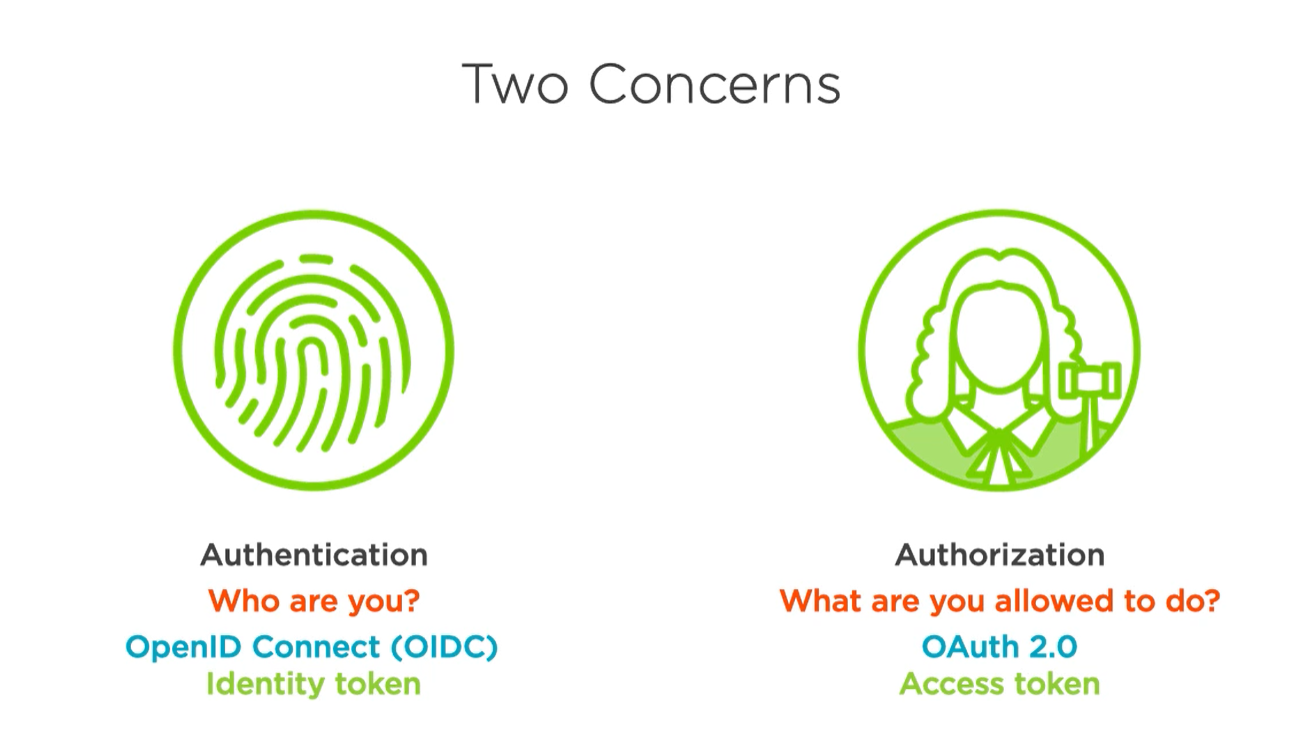 Two Concerns
Authentication
Who are you?
OpenID Connect (OIDC)
Identity token
Authorization
What are you allowed to do?
OAuth 2.0
Access token